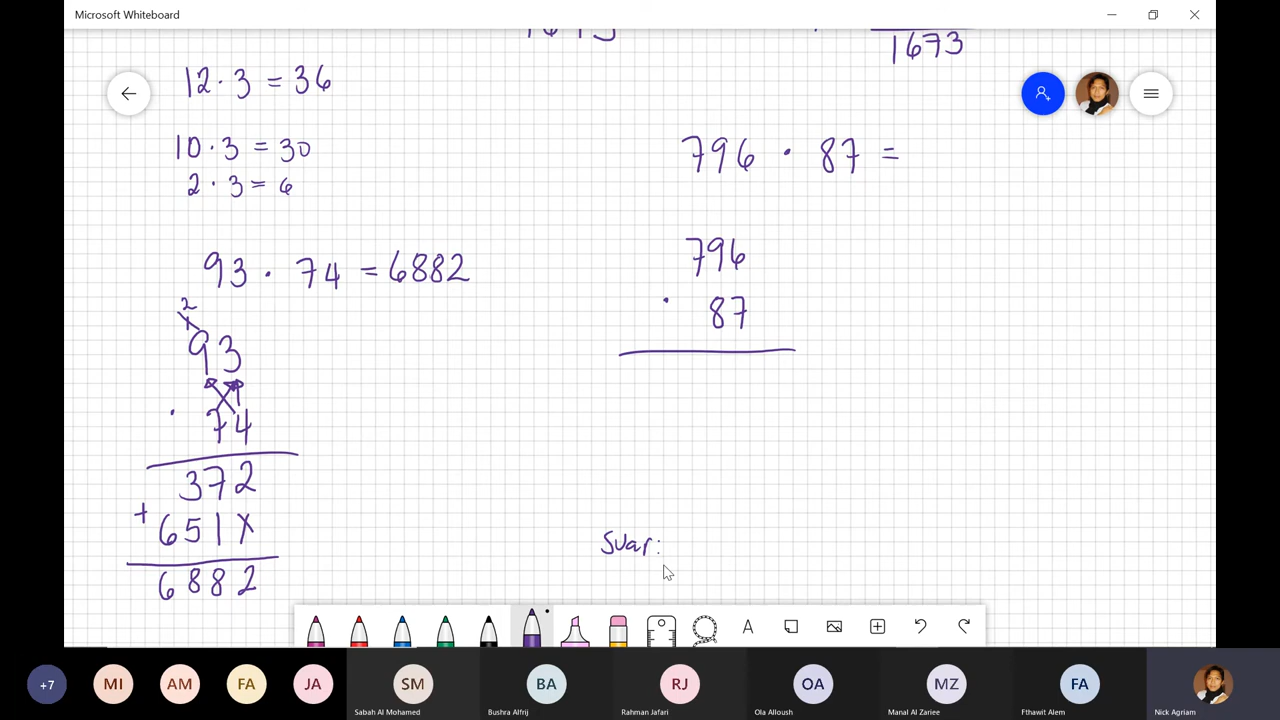 Microsoft Whiteboard
1673
12 · 3 = 36
10 · 3 = 30
2 · 3 = 6
93 · 74 = 6882
2
93
· 74
372
+ 651X
6882
796 · 87 =
796
· 87
Svar:
A
+7
MI
AM
FA
JA
SM
Sabah Al Mohamed
BA
Bushra Alfrij
RJ
Rahman Jafari
OA
Ola Alloush
MZ
Manal Al Zariee
FA
Fthawit Alem
Nick Agriam